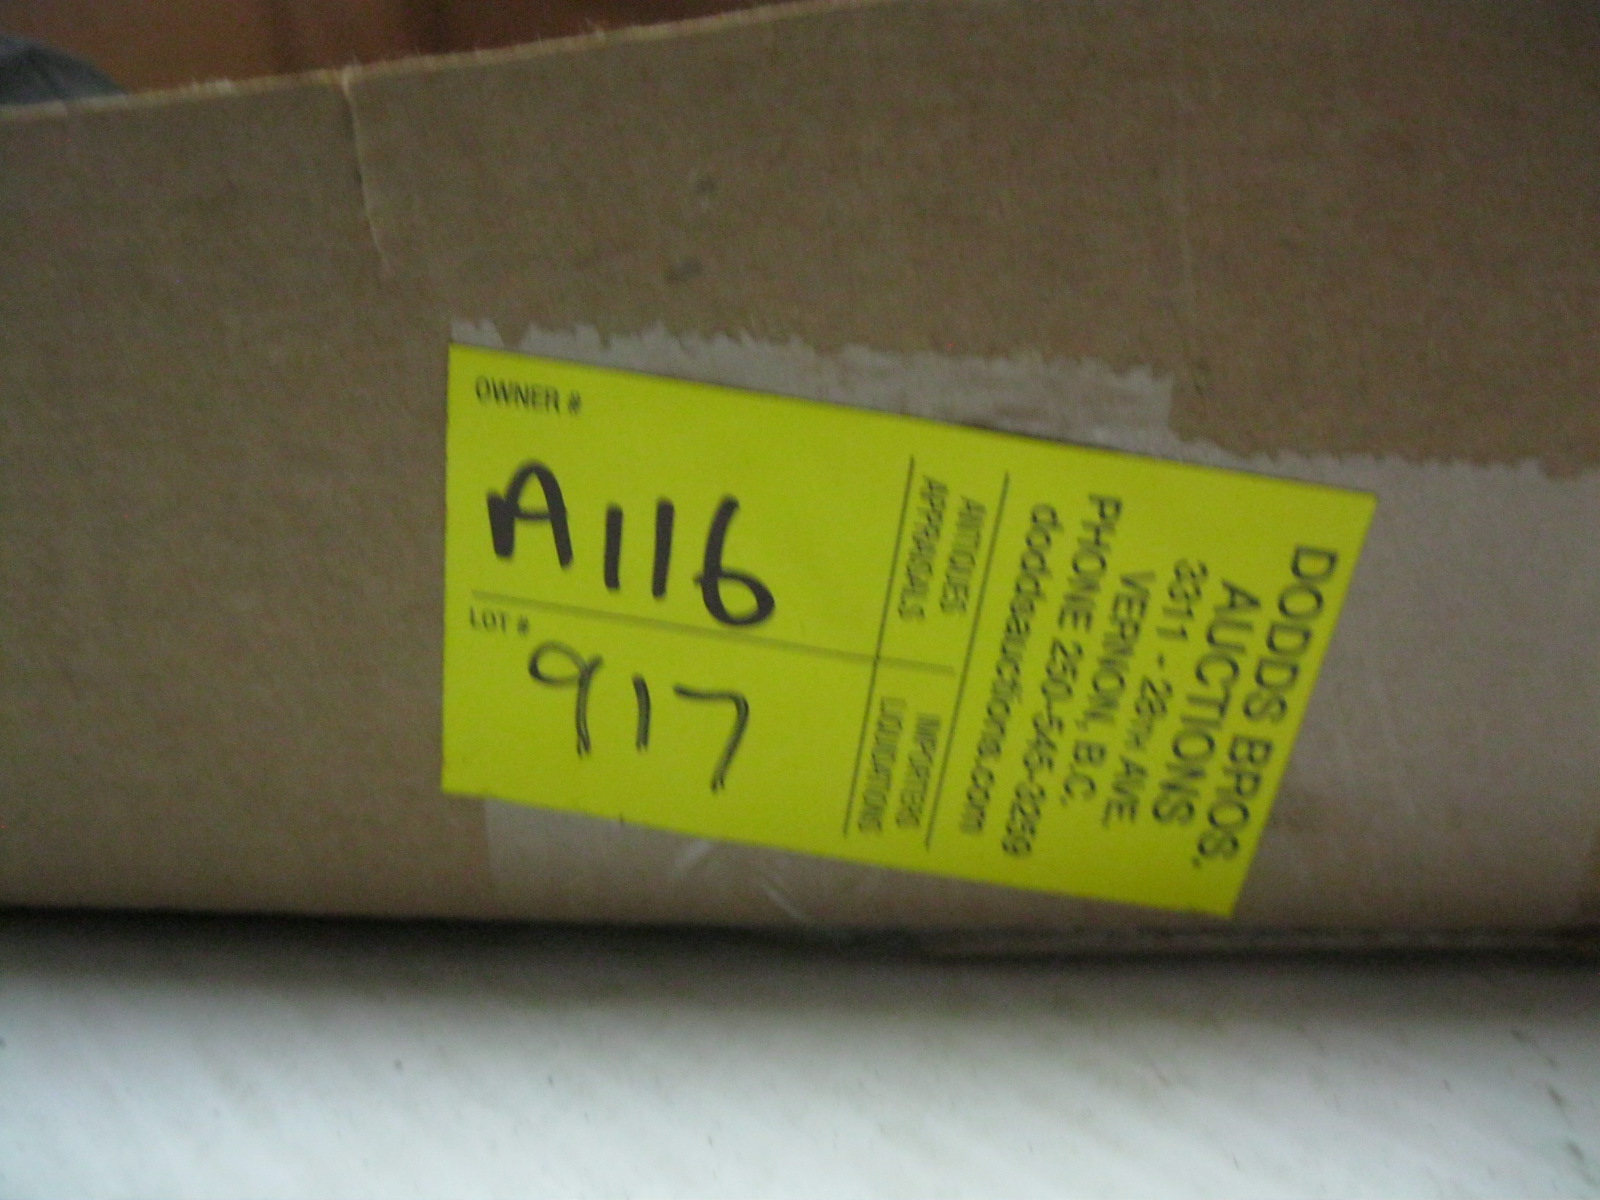 DODDS BROS.
AUCTIONS
3311 - 28TH AVE.
VERNON, B.C.
PHONE 250-545-3259
doddsauctions.com
ANTIQUES
APPRAISALS
IMPORTERS
LIQUIDATIONS
OWNER #
A116
LOT #
917